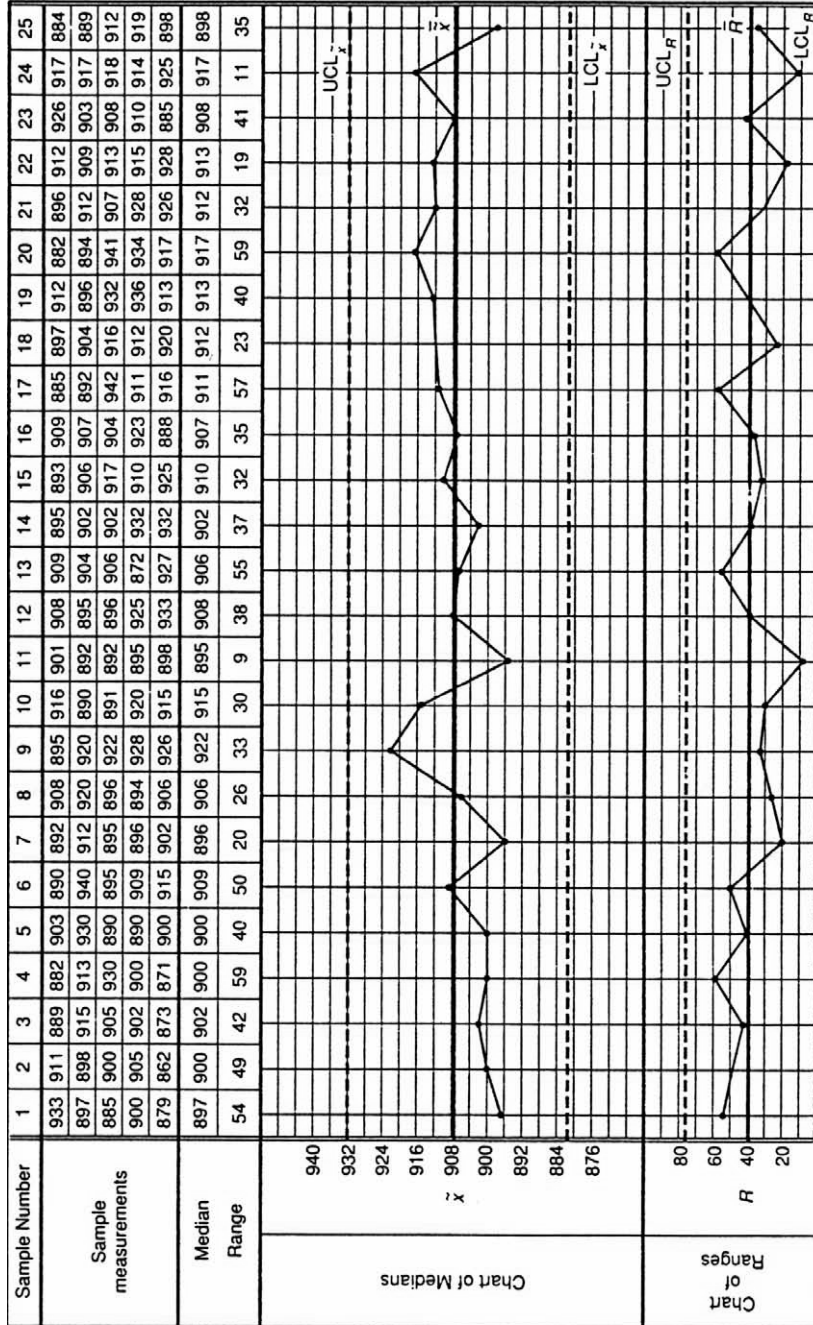 Sample Number 1 2 3 4 5 6 7 8 9 10 11 12 13 14 15 16 17 18 19 20 21 22 23 24 25
Sample measurements
933 911 889 882 903 890 892 908 895 916 901 908 909 895 893 909 885 897 912 882 896 912 926 917 884
897 898 915 913 930 940 912 920 920 890 892 895 904 902 906 907 892 904 896 894 912 909 903 917 889
885 900 905 930 890 895 895 896 922 891 892 896 906 902 917 904 942 916 932 941 907 913 908 918 912
900 905 902 900 890 909 896 894 928 920 895 925 872 932 910 923 911 912 936 934 928 915 910 914 919
879 862 873 871 900 915 902 906 926 915 898 933 927 932 925 888 916 920 913 917 926 928 885 925 898
Median 897 900 902 900 900 909 896 906 922 915 895 908 906 902 910 907 911 912 913 917 912 913 908 917 898
Range 54 49 42 59 40 50 20 26 33 30 9 38 55 37 32 35 57 23 40 59 32 19 41 11 35
Chart of Medians
x̃
940
932
924
916
908
900
892
884
876
UCLx̃
x̃̄
LCLx̃
Chart
of
Ranges
R
80
60
40
20
UCLR
R̄
LCLR